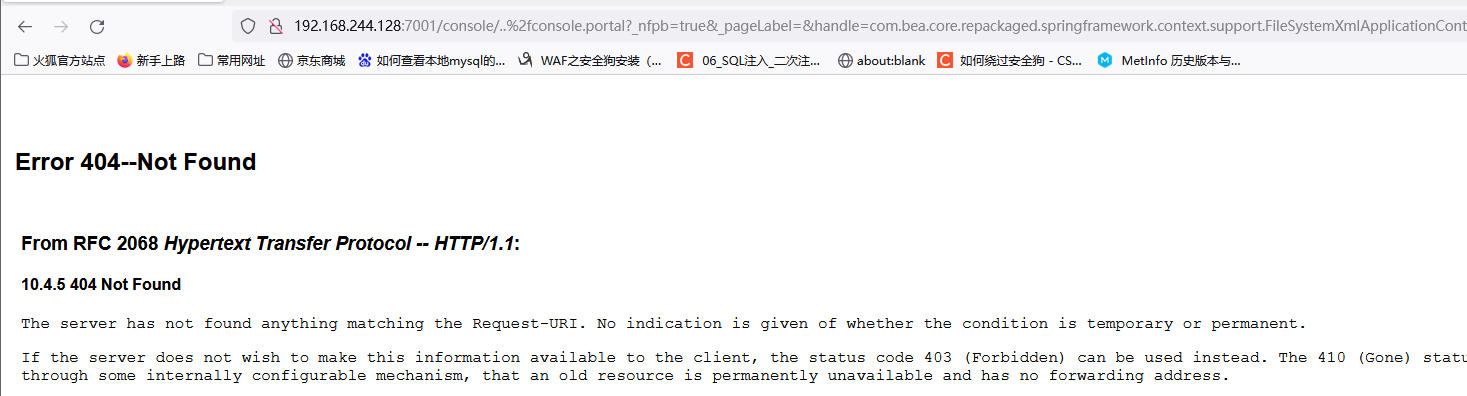 192.168.244.128:7001/console/..%2fconsole.portal?_nfpb=true&_pageLabel=&handle=com.bea.core.repackaged.springframework.context.support.FileSystemXmlApplicationCont
火狐官方站点 新手上路 常用网址 京东商城 如何查看本地mysql的... WAF之安全狗安装（... 06_SQL注入_二次注... about:blank 如何绕过安全狗 - CS... MetInfo 历史版本与...
Error 404--Not Found
From RFC 2068 Hypertext Transfer Protocol -- HTTP/1.1:
10.4.5 404 Not Found
The server has not found anything matching the Request-URI. No indication is given of whether the condition is temporary or permanent.
If the server does not wish to make this information available to the client, the status code 403 (Forbidden) can be used instead. The 410 (Gone) statu
through some internally configurable mechanism, that an old resource is permanently unavailable and has no forwarding address.